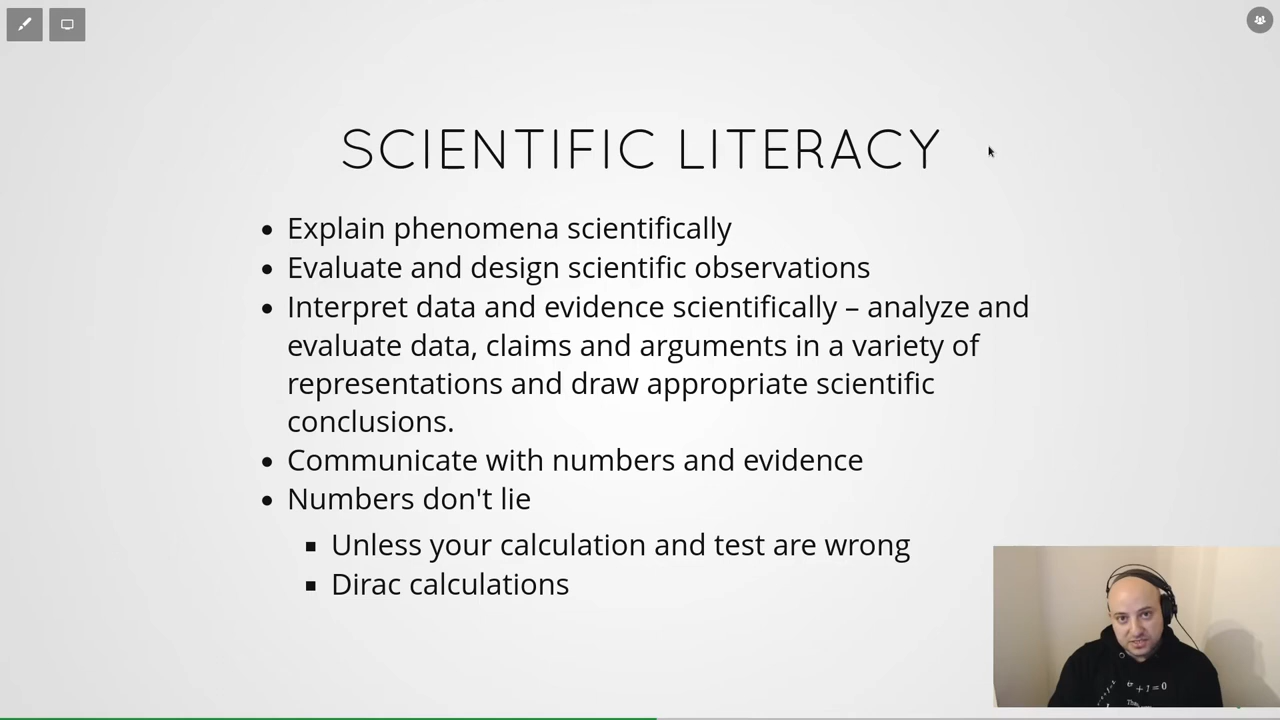 SCIENTIFIC LITERACY
• Explain phenomena scientifically
• Evaluate and design scientific observations
• Interpret data and evidence scientifically – analyze and
evaluate data, claims and arguments in a variety of
representations and draw appropriate scientific
conclusions.
• Communicate with numbers and evidence
• Numbers don't lie
▪ Unless your calculation and test are wrong
▪ Dirac calculations
+ 1 = 0